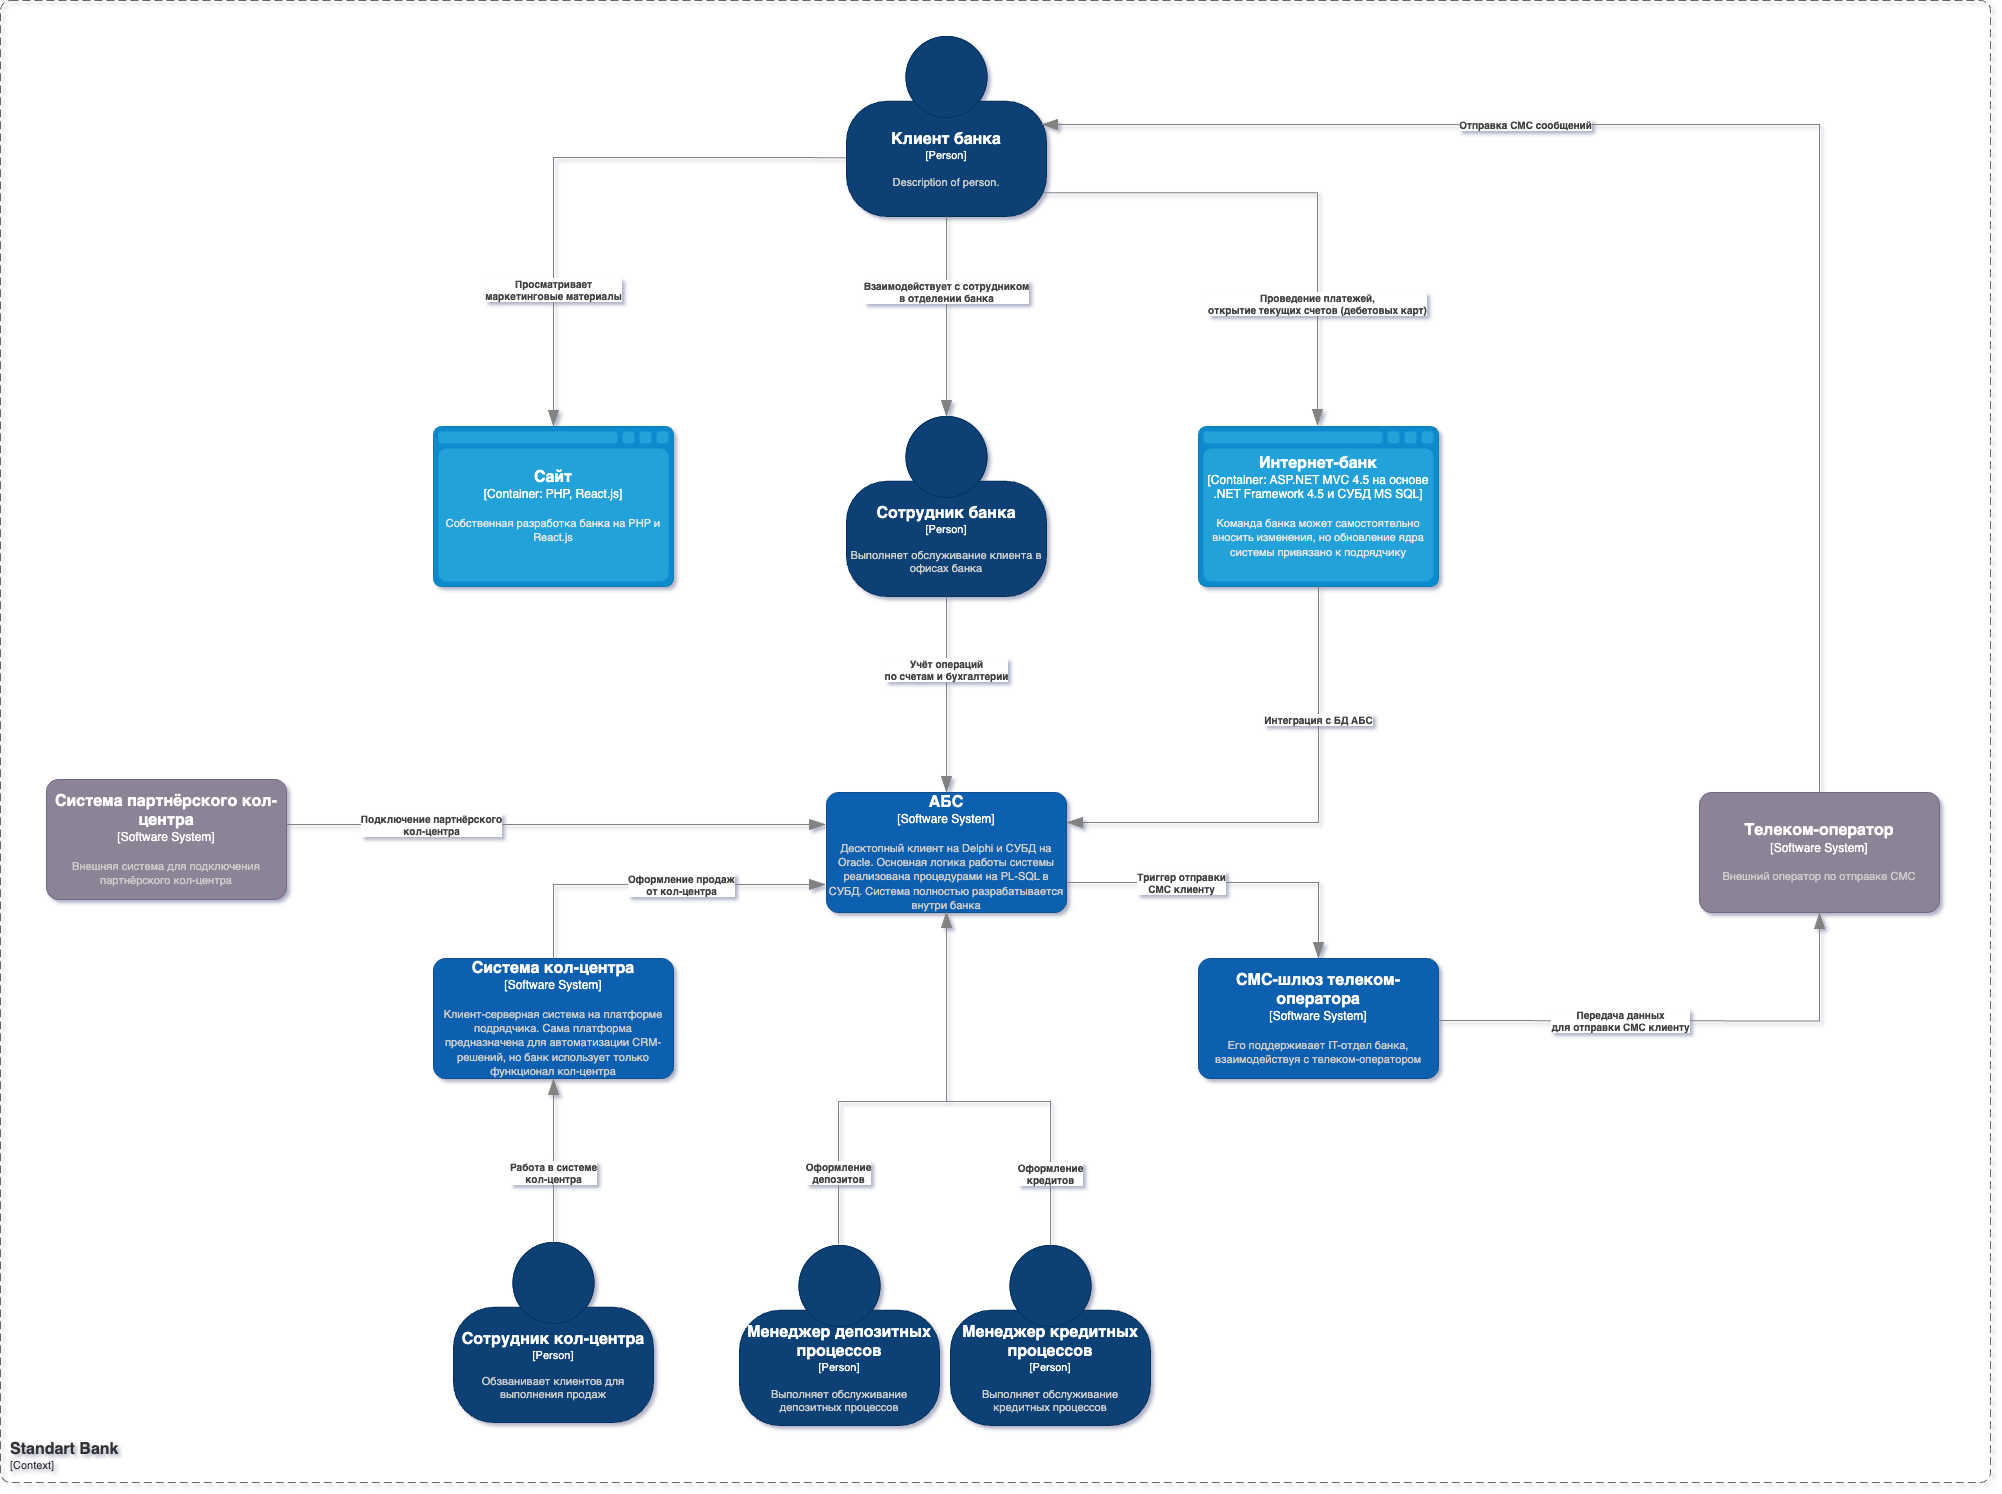 Клиент банка
[Person]
Description of person.
Отправка СМС сообщений
Просматривает
маркетинговые материалы
Взаимодействует с сотрудником
в отделении банка
Проведение платежей,
открытие текущих счетов (дебетовых карт)
Сайт
[Container: PHP, React.js]
Собственная разработка банка на PHP и
React.js
Сотрудник банка
[Person]
Выполняет обслуживание клиента в
офисах банка
Интернет-банк
[Container: ASP.NET MVC 4.5 на основе
.NET Framework 4.5 и СУБД MS SQL]
Команда банка может самостоятельно
вносить изменения, но обновление ядра
системы привязано к подрядчику
Учёт операций
по счетам и бухгалтерии
Интеграция с БД АБС
Система партнёрского кол-
центра
[Software System]
Внешняя система для подключения
партнёрского кол-центра
Подключение партнёрского
кол-центра
АБС
[Software System]
Десктопный клиент на Delphi и СУБД на
Oracle. Основная логика работы системы
реализована процедурами на PL-SQL в
СУБД. Система полностью разрабатывается
внутри банка
Телеком-оператор
[Software System]
Внешний оператор по отправке СМС
Оформление продаж
от кол-центра
Триггер отправки
СМС клиенту
Система кол-центра
[Software System]
Клиент-серверная система на платформе
подрядчика. Сама платформа
предназначена для автоматизации CRM-
решений, но банк использует только
функционал кол-центра
СМС-шлюз телеком-
оператора
[Software System]
Его поддерживает IT-отдел банка,
взаимодействуя с телеком-оператором
Передача данных
для отправки СМС клиенту
Работа в системе
кол-центра
Оформление
депозитов
Оформление
кредитов
Сотрудник кол-центра
[Person]
Обзванивает клиентов для
выполнения продаж
Менеджер депозитных
процессов
[Person]
Выполняет обслуживание
депозитных процессов
Менеджер кредитных
процессов
[Person]
Выполняет обслуживание
кредитных процессов
Standart Bank
[Context]